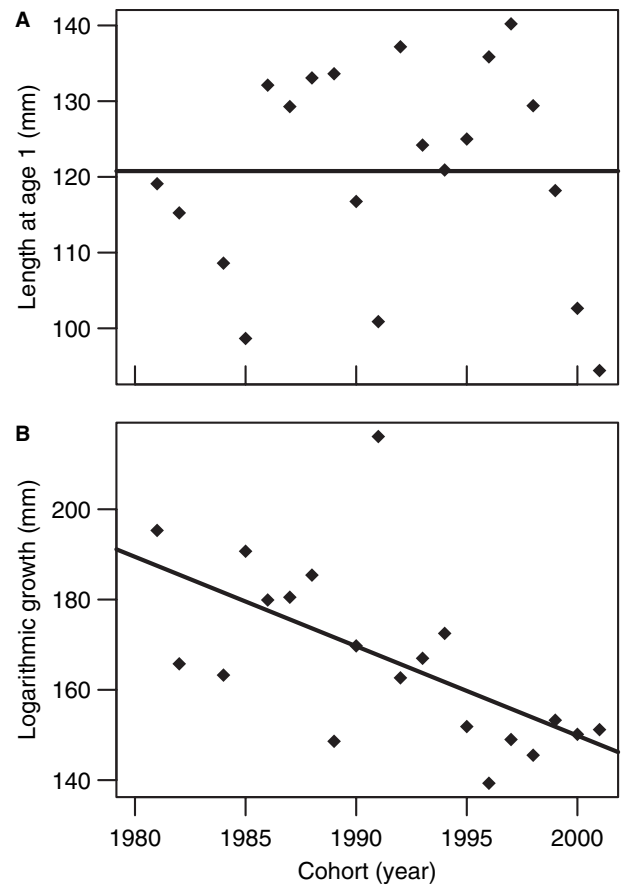 A
140
130
120
110
100
Length at age 1 (mm)
B
200
180
160
140
Logarithmic growth (mm)
1980 1985 1990 1995 2000
Cohort (year)